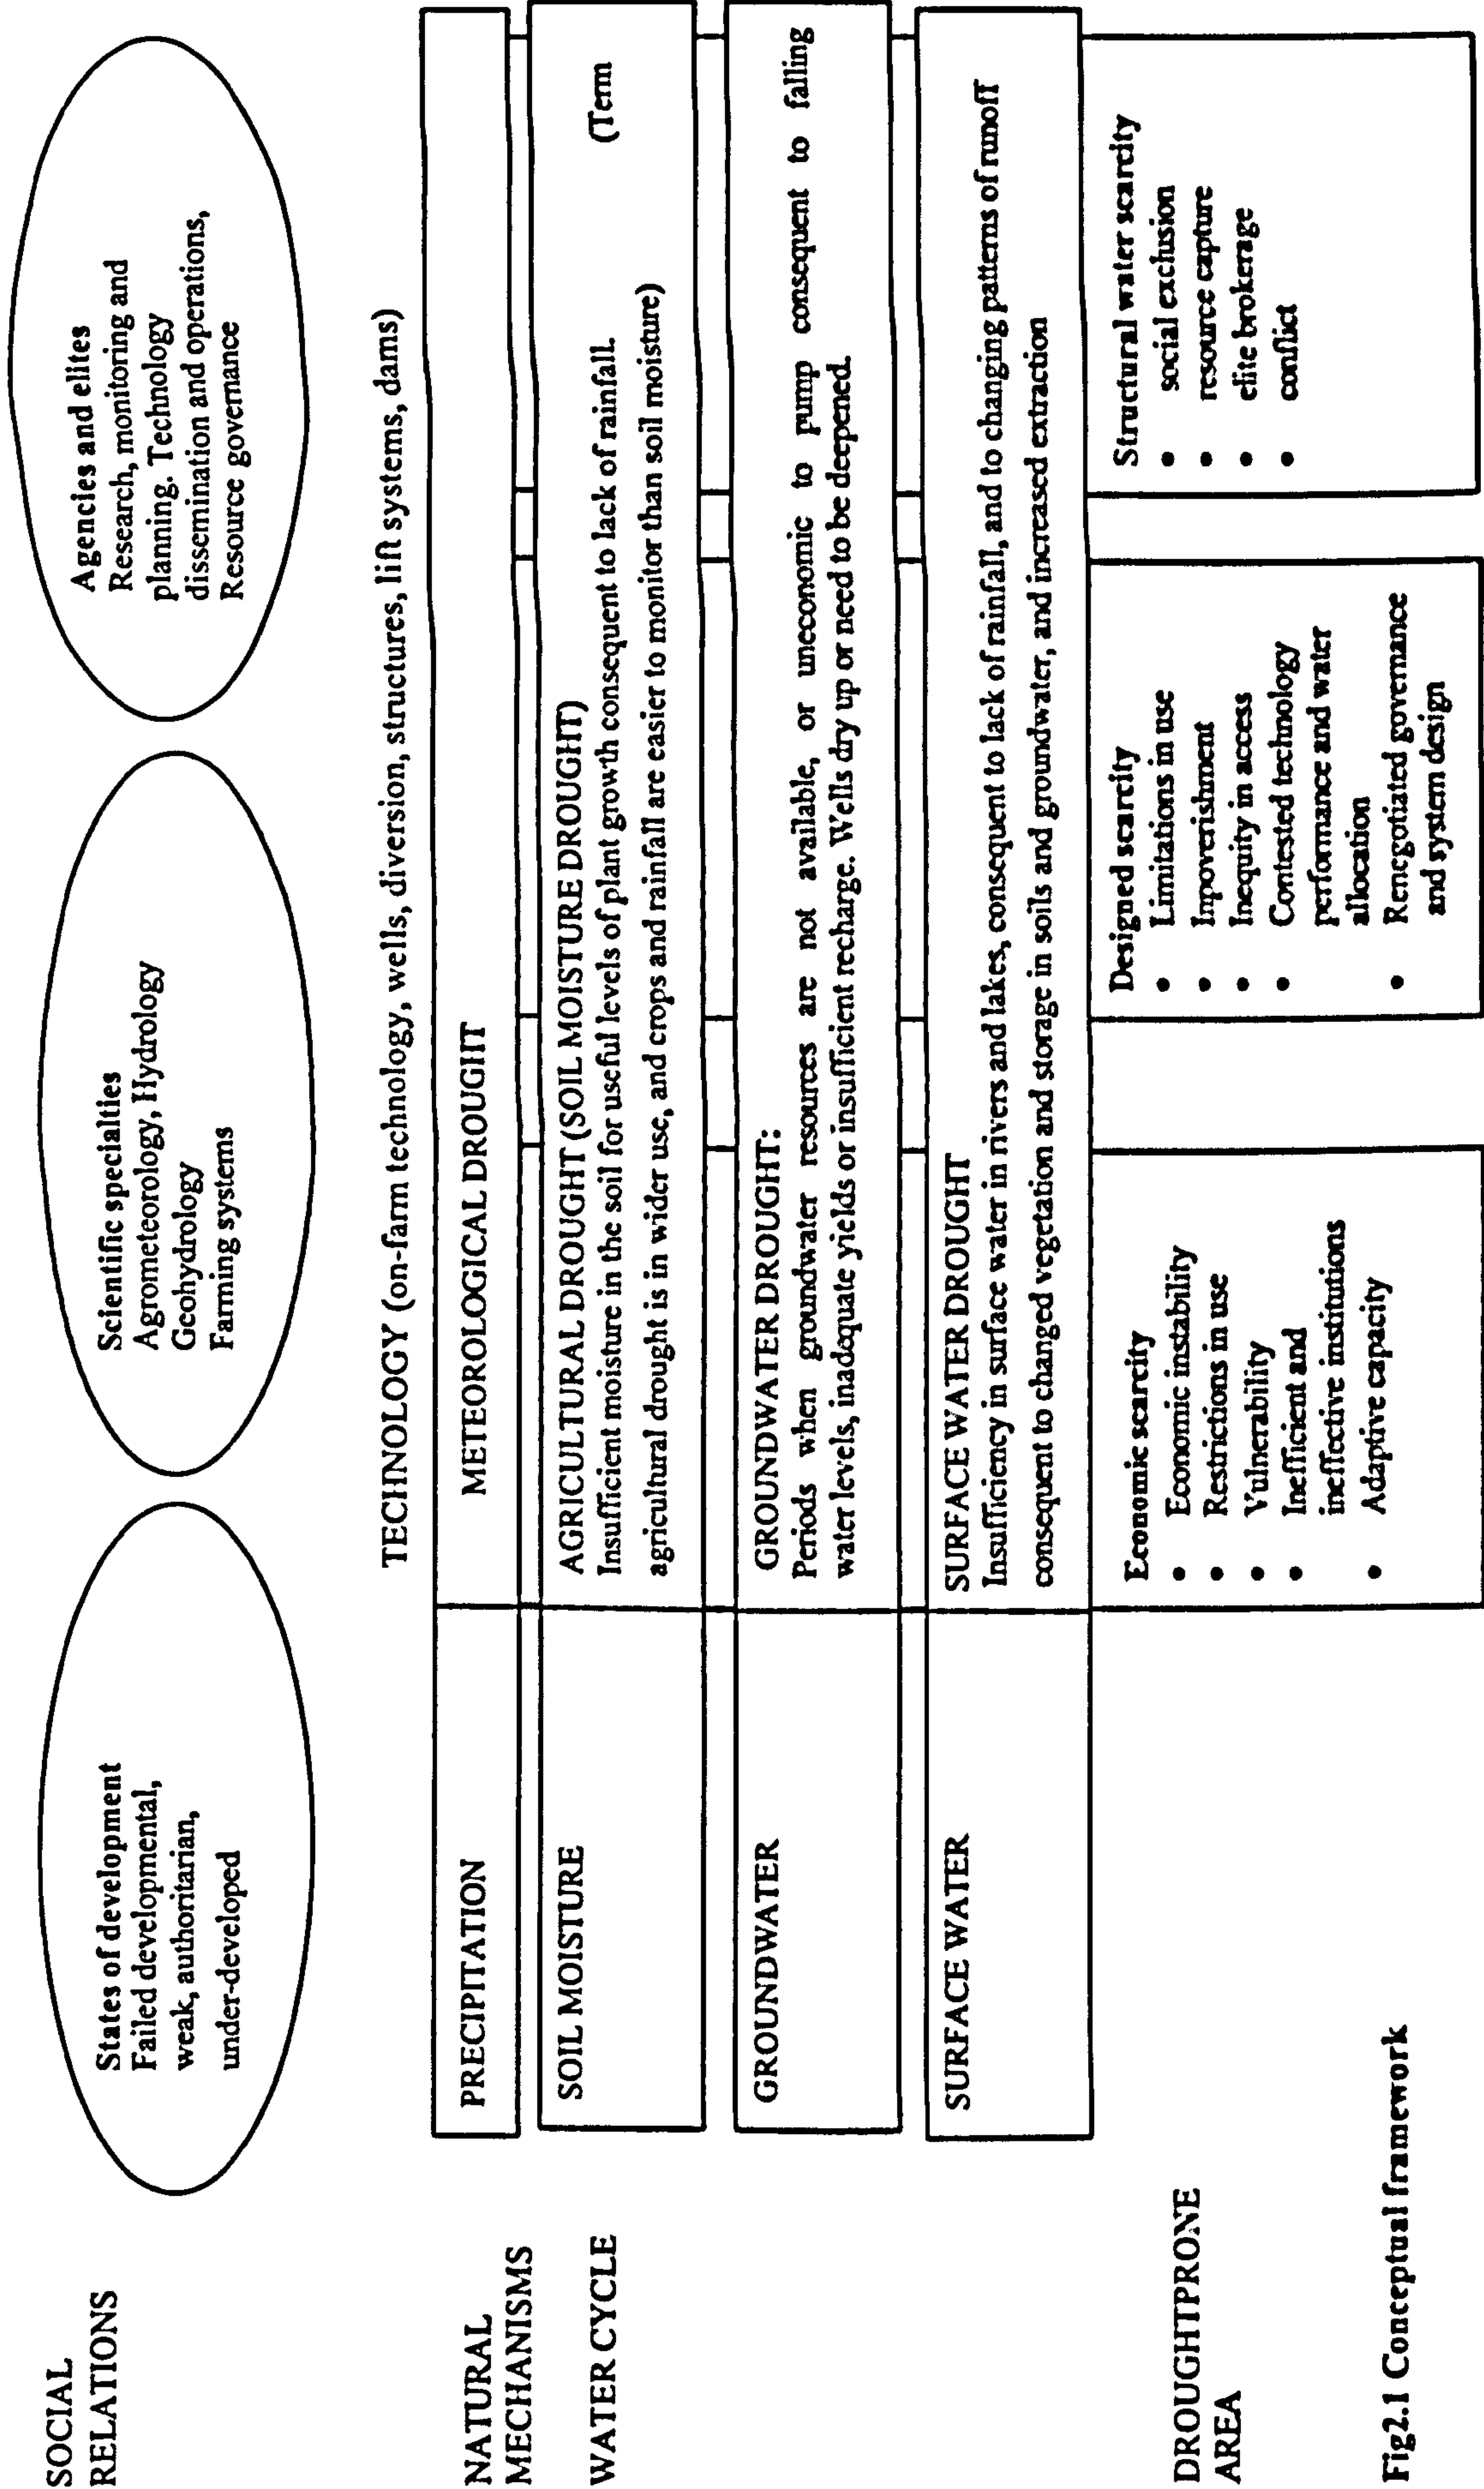 SOCIAL
RELATIONS
States of development
Failed developmental,
weak, authoritarian,
under-developed
Scientific specialties
Agrometeorology, Hydrology
Geohydrology
Farming systems
Agencies and elites
Research, monitoring and
planning. Technology
dissemination and operations,
Resource governance
TECHNOLOGY (on-farm technology, wells, diversion, structures, lift systems, dams)
NATURAL
MECHANISMS
WATER CYCLE
PRECIPITATION
METEOROLOGICAL DROUGHT
SOIL MOISTURE
AGRICULTURAL DROUGHT (SOIL MOISTURE DROUGHT)
Insufficient moisture in the soil for useful levels of plant growth consequent to lack of rainfall. (Term
agricultural drought is in wider use, and crops and rainfall are easier to monitor than soil moisture)
GROUNDWATER
GROUNDWATER DROUGHT:
Periods when groundwater resources are not available, or uneconomic to pump consequent to falling
water levels, inadequate yields or insufficient recharge. Wells dry up or need to be deepened.
SURFACE WATER
SURFACE WATER DROUGHT
Insufficiency in surface water in rivers and lakes, consequent to lack of rainfall, and to changing patterns of runoff
consequent to changed vegetation and storage in soils and groundwater, and increased extraction
DROUGHTPRONE
AREA
Economic scarcity
• Economic instability
• Restrictions in use
• Vulnerability
• Inefficient and
ineffective institutions
• Adaptive capacity
Designed scarcity
• Limitations in use
• Inpoverishment
• Inequity in access
• Contested technology
performance and water
allocation
• Renegotiated governance
and system design
Structural water scarcity
• social exclusion
• resource capture
• elite brokerage
• conflict
Fig2.1 Conceptual framework